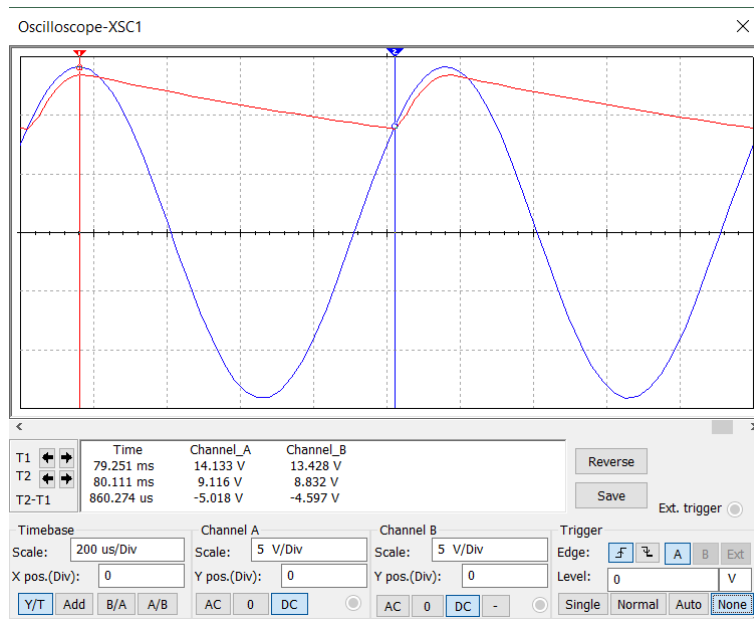 Oscilloscope-XSC1
1
2
T1
T2
T2-T1
Time Channel_A Channel_B
79.251 ms 14.133 V 13.428 V
80.111 ms 9.116 V 8.832 V
860.274 us -5.018 V -4.597 V
Reverse
Save
Ext. trigger
Timebase
Scale: 200 us/Div
X pos.(Div): 0
Y/T Add B/A A/B
Channel A
Scale: 5 V/Div
Y pos.(Div): 0
AC 0 DC
Channel B
Scale: 5 V/Div
Y pos.(Div): 0
AC 0 DC -
Trigger
Edge: A B Ext
Level: 0 V
Single Normal Auto None